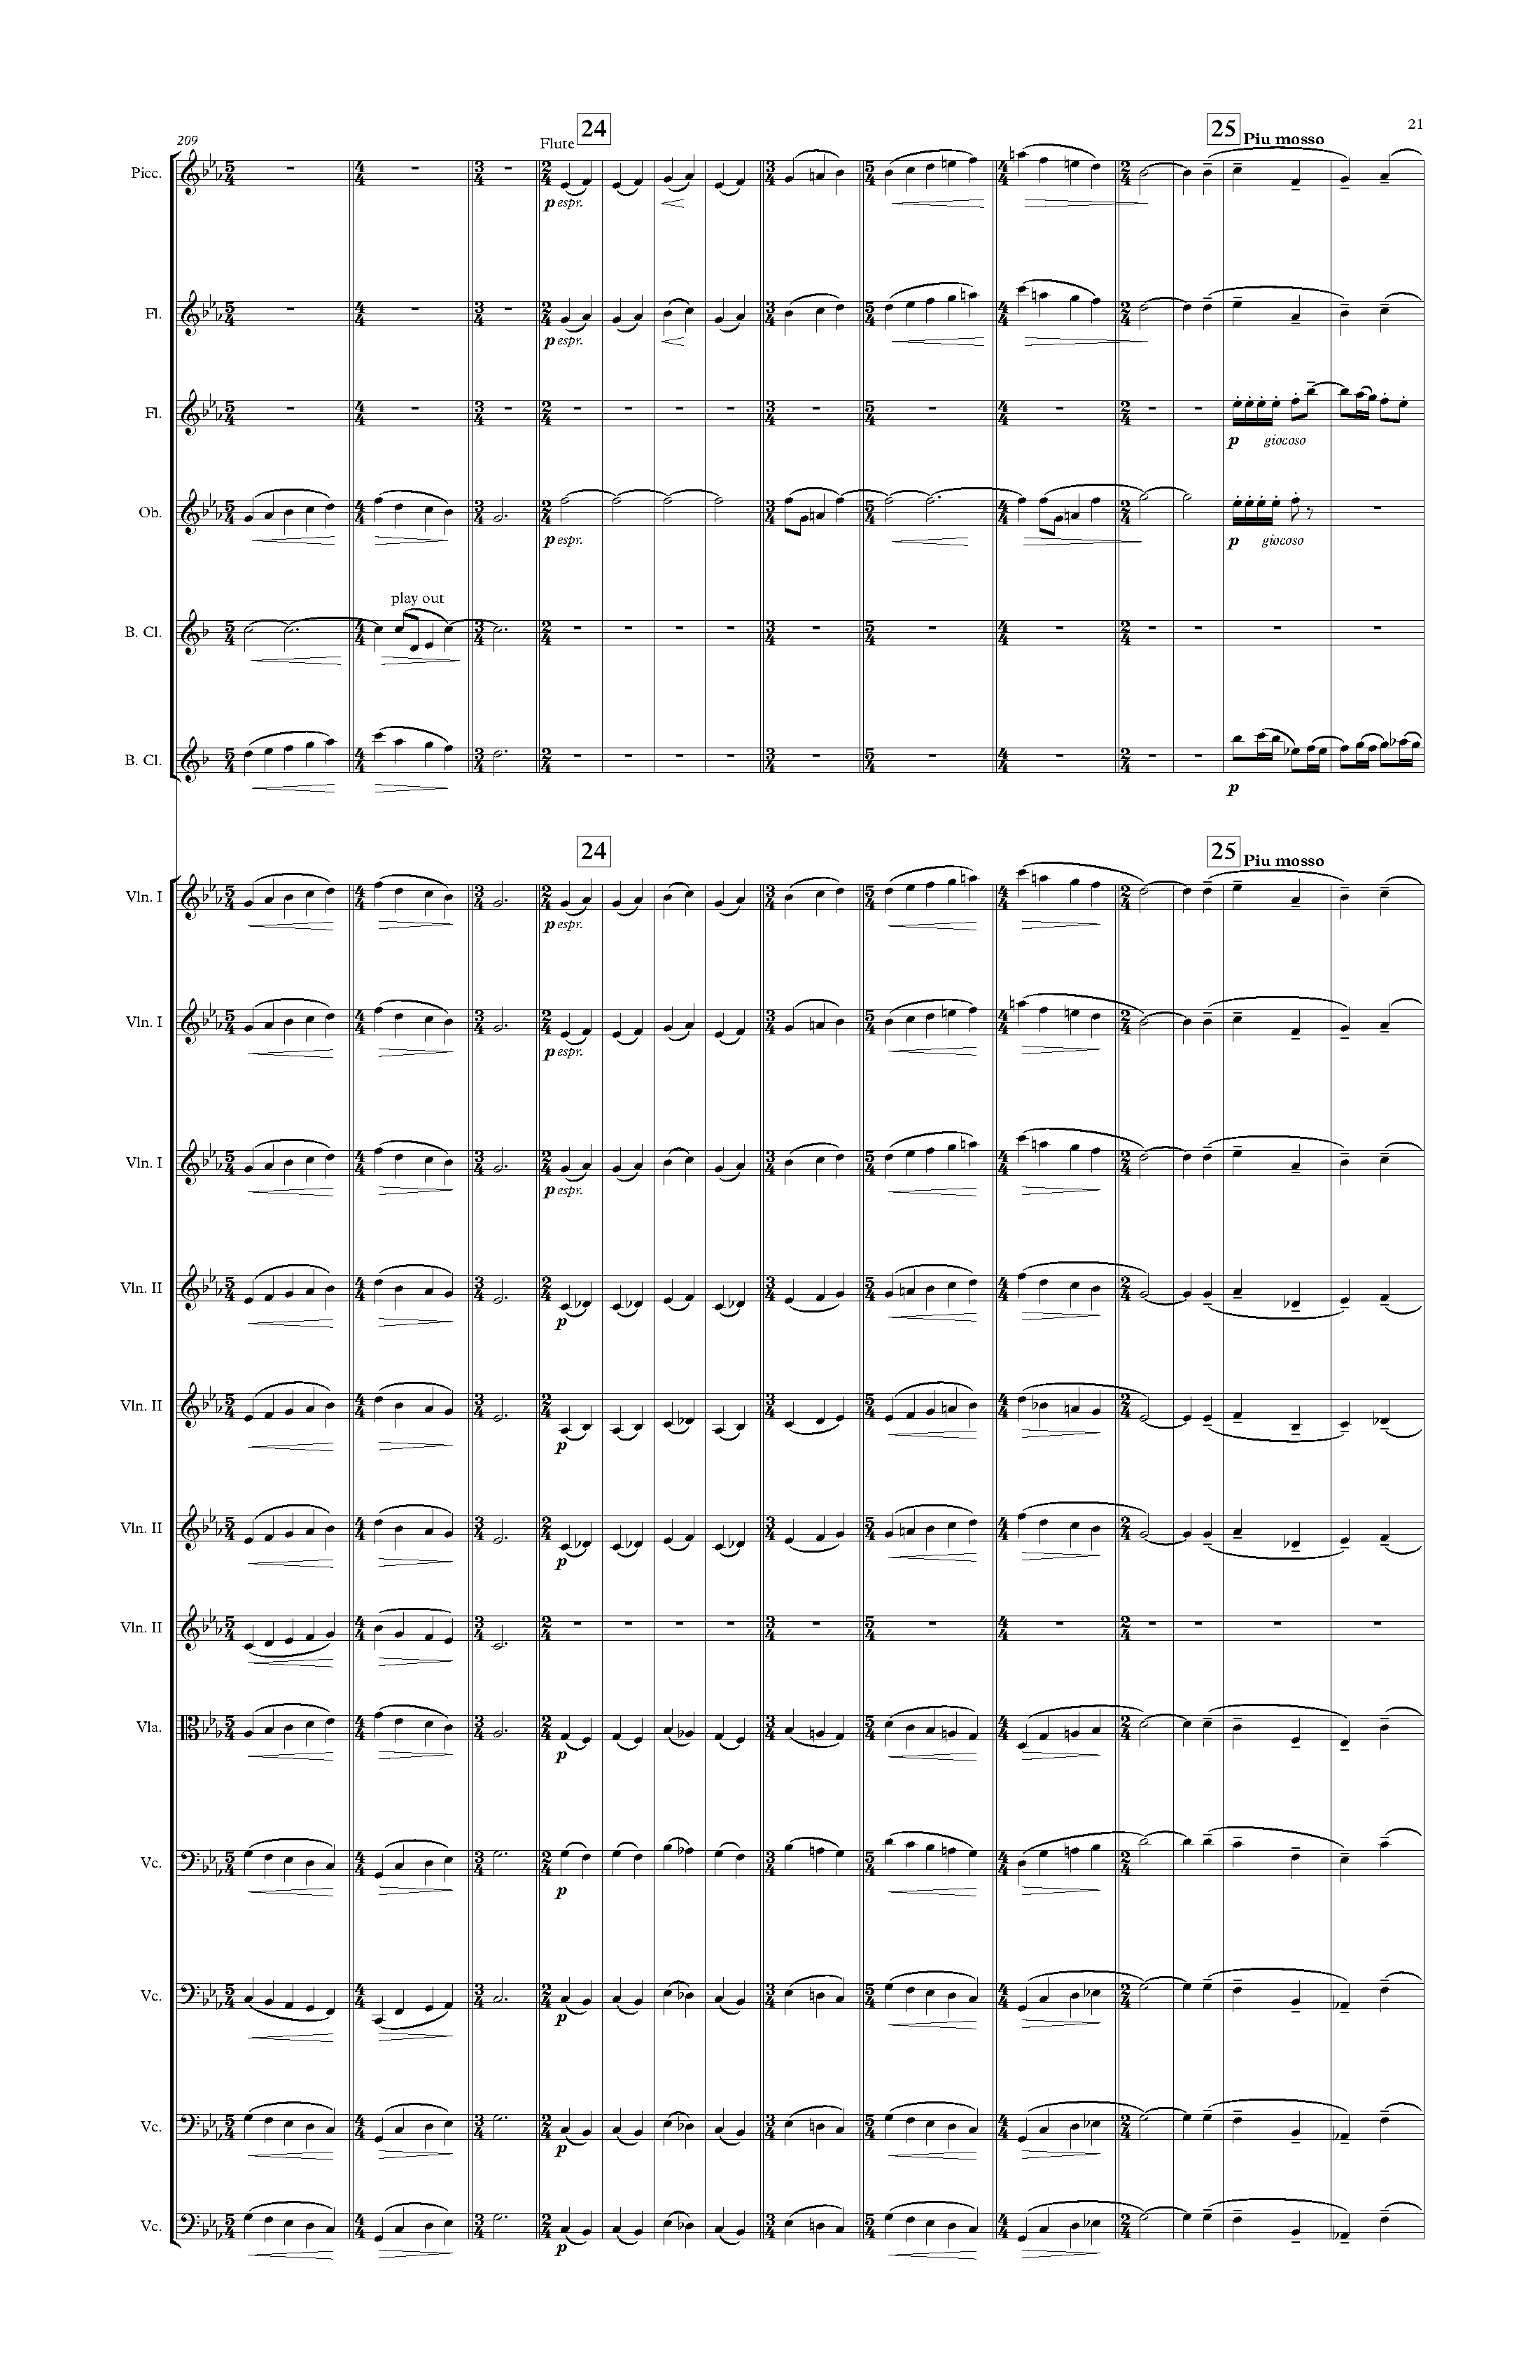 21
209
24
25 Piu mosso
Flute
Picc.
p espr.
Fl.
p espr.
Fl.
p giocoso
Ob.
p espr.
p giocoso
play out
B. Cl.
B. Cl.
p
24
25 Piu mosso
Vln. I
p espr.
Vln. I
p espr.
Vln. I
p espr.
Vln. II
p
Vln. II
p
Vln. II
p
Vln. II
Vla.
p
Vc.
p
Vc.
p
Vc.
p
Vc.
p